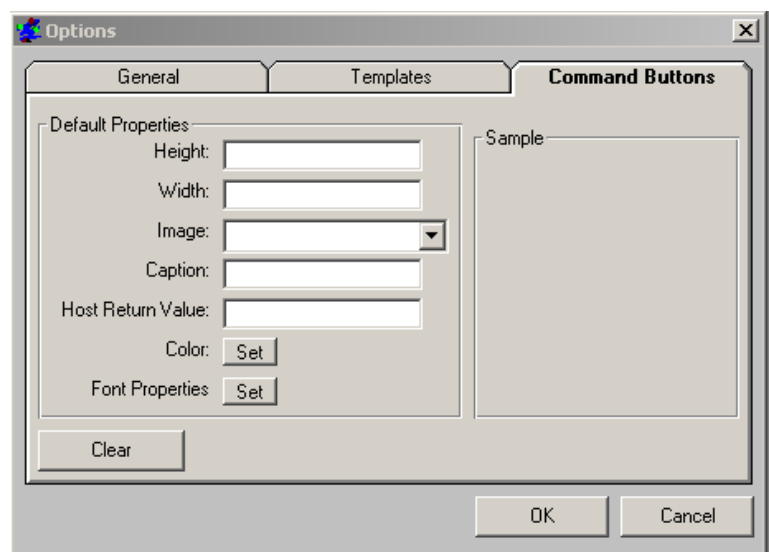 Options
General
Templates
Command Buttons
Default Properties
Height:
Width:
Image:
Caption:
Host Return Value:
Color:
Set
Font Properties
Set
Sample
Clear
OK
Cancel